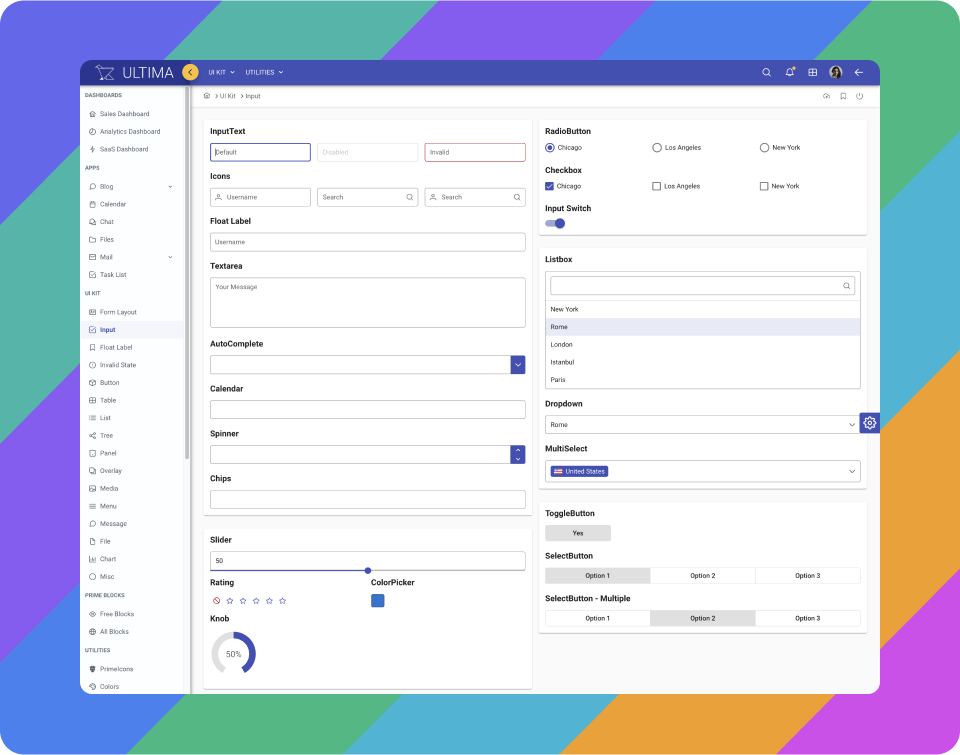 ULTIMA
UI KIT
UTILITIES
DASHBOARDS
Sales Dashboard
Analytics Dashboard
SaaS Dashboard
APPS
Blog
Calendar
Chat
Files
Mail
Task List
UI KIT
Form Layout
Input
Float Label
Invalid State
Button
Table
List
Tree
Panel
Overlay
Media
Menu
Message
File
Chart
Misc
PRIME BLOCKS
Free Blocks
All Blocks
UTILITIES
PrimeIcons
Colors
> UI Kit > Input
InputText
Default
Disabled
Invalid
Icons
Username
Search
Search
Float Label
Username
Textarea
Your Message
AutoComplete
Calendar
Spinner
Chips
Slider
50
Rating
ColorPicker
Knob
50%
RadioButton
Chicago
Los Angeles
New York
Checkbox
Chicago
Los Angeles
New York
Input Switch
Listbox
New York
Rome
London
Istanbul
Paris
Dropdown
Rome
MultiSelect
United States
ToggleButton
Yes
SelectButton
Option 1
Option 2
Option 3
SelectButton - Multiple
Option 1
Option 2
Option 3